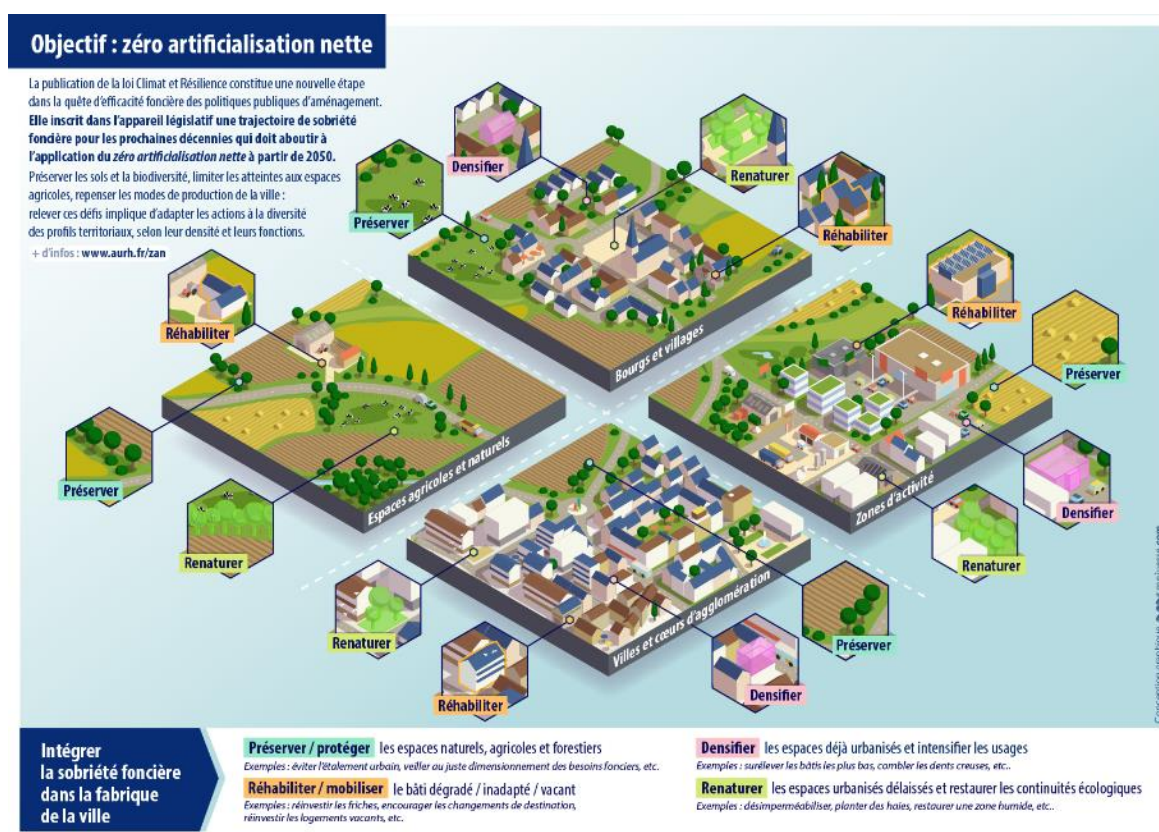 Objectif : zéro artificialisation nette
La publication de la loi Climat et Résilience constitue une nouvelle étape
dans la quête d'efficacité foncière des politiques publiques d'aménagement.
Elle inscrit dans l'appareil législatif une trajectoire de sobriété
foncière pour les prochaines décennies qui doit aboutir à
l'application du zéro artificialisation nette à partir de 2050.
Préserver les sols et la biodiversité, limiter les atteintes aux espaces
agricoles, repenser les modes de production de la ville :
relever ces défis implique d'adapter les actions à la diversité
des profils territoriaux, selon leur densité et leurs fonctions.
+ d'infos : www.aurh.fr/zan
Densifier
Renaturer
Préserver
Réhabiliter
Bourgs et villages
Réhabiliter
Préserver
Renaturer
Espaces agricoles et naturels
Réhabiliter
Préserver
Densifier
Renaturer
Zones d'activité
Renaturer
Réhabiliter
Densifier
Préserver
Villes et cœurs d'agglomération
Conception graphique
Intégrer
la sobriété foncière
dans la fabrique
de la ville
Préserver / protéger les espaces naturels, agricoles et forestiers
Exemples : éviter l'étalement urbain, veiller au juste dimensionnement des besoins fonciers, etc.
Réhabiliter / mobiliser le bâti dégradé / inadapté / vacant
Exemples : réinvestir les friches, encourager les changements de destination,
réinvestir les logements vacants, etc.
Densifier les espaces déjà urbanisés et intensifier les usages
Exemples : surélever les bâtis les plus bas, combler les dents creuses, etc..
Renaturer les espaces urbanisés délaissés et restaurer les continuités écologiques
Exemples : désimperméabiliser, planter des haies, restaurer une zone humide, etc..